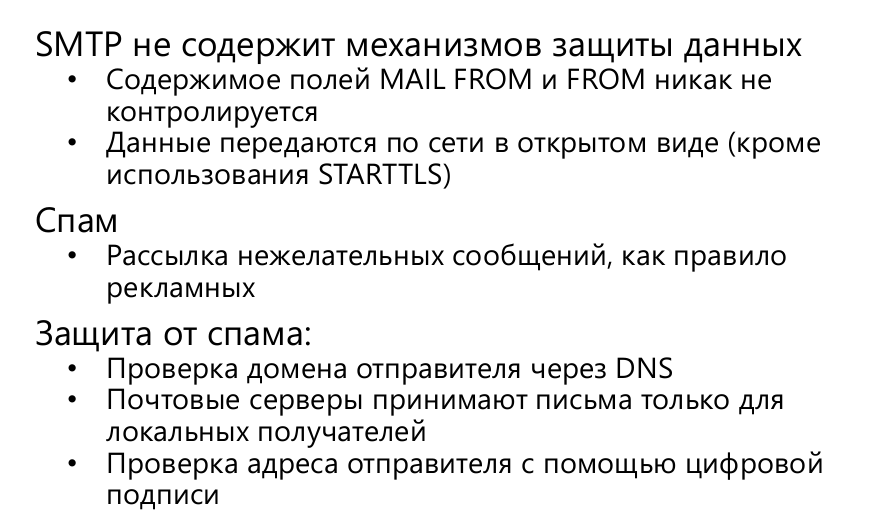 SMTP не содержит механизмов защиты данных
• Содержимое полей MAIL FROM и FROM никак не
контролируется
• Данные передаются по сети в открытом виде (кроме
использования STARTTLS)
Спам
• Рассылка нежелательных сообщений, как правило
рекламных
Защита от спама:
• Проверка домена отправителя через DNS
• Почтовые серверы принимают письма только для
локальных получателей
• Проверка адреса отправителя с помощью цифровой
подписи